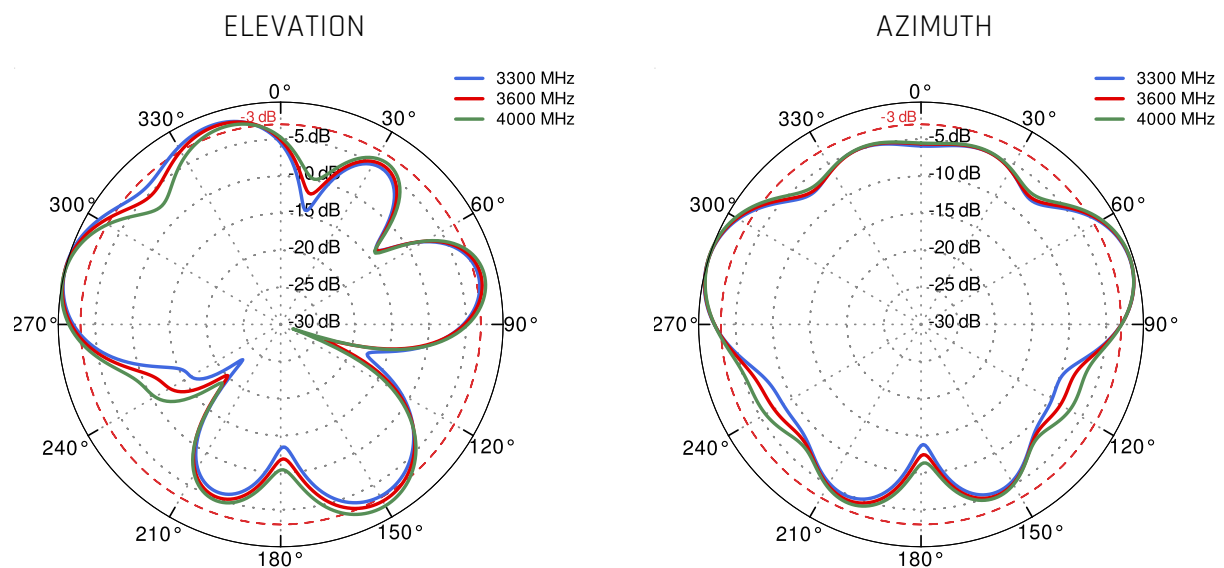 ELEVATION
3300 MHz
3600 MHz
4000 MHz
0°
330°
-3 dB
30°
-5 dB
-10 dB
-15 dB
300°
60°
-20 dB
-25 dB
-30 dB
270°
90°
240°
120°
210°
150°
180°
AZIMUTH
3300 MHz
3600 MHz
4000 MHz
0°
330°
-3 dB
30°
-5 dB
-10 dB
-15 dB
300°
60°
-20 dB
-25 dB
-30 dB
270°
90°
240°
120°
210°
150°
180°